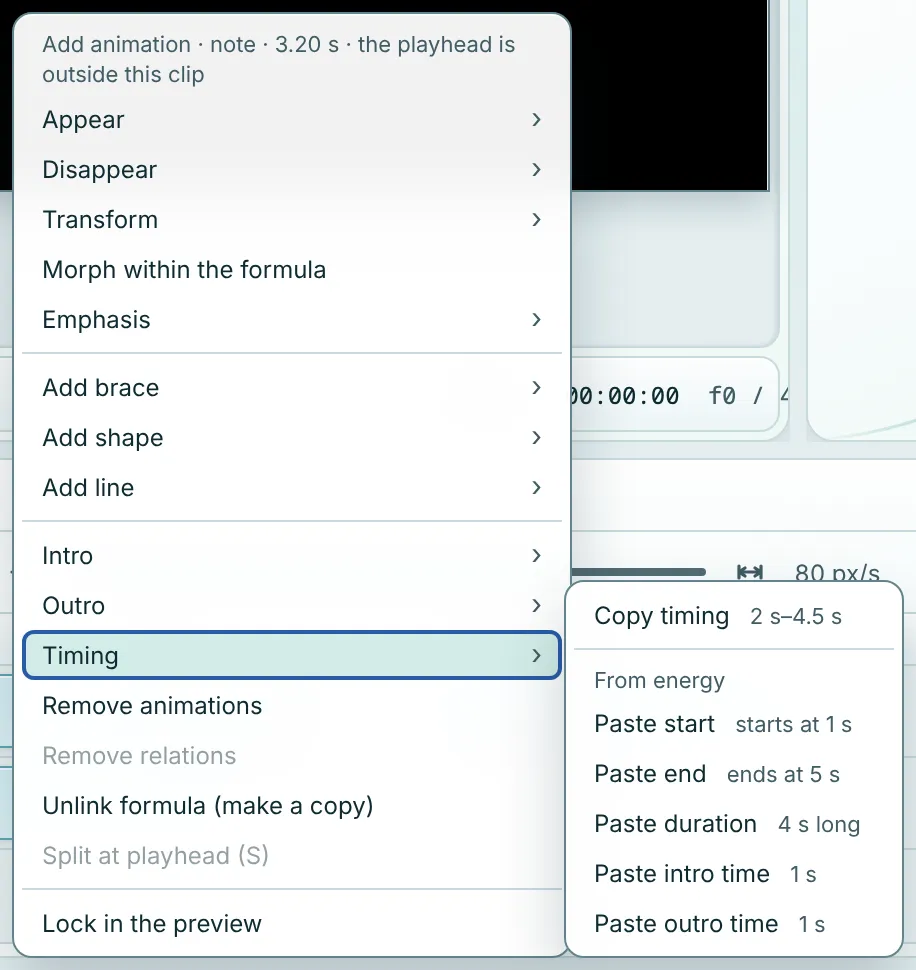 Add animation · note · 3.20 s · the playhead is
outside this clip
Appear
Disappear
Transform
Morph within the formula
Emphasis
Add brace
Add shape
Add line
Intro
Outro
Timing
Remove animations
Remove relations
Unlink formula (make a copy)
Split at playhead (S)
Lock in the preview
00:00:00 f0 /
80 px/s
Copy timing 2 s–4.5 s
From energy
Paste start starts at 1 s
Paste end ends at 5 s
Paste duration 4 s long
Paste intro time 1 s
Paste outro time 1 s